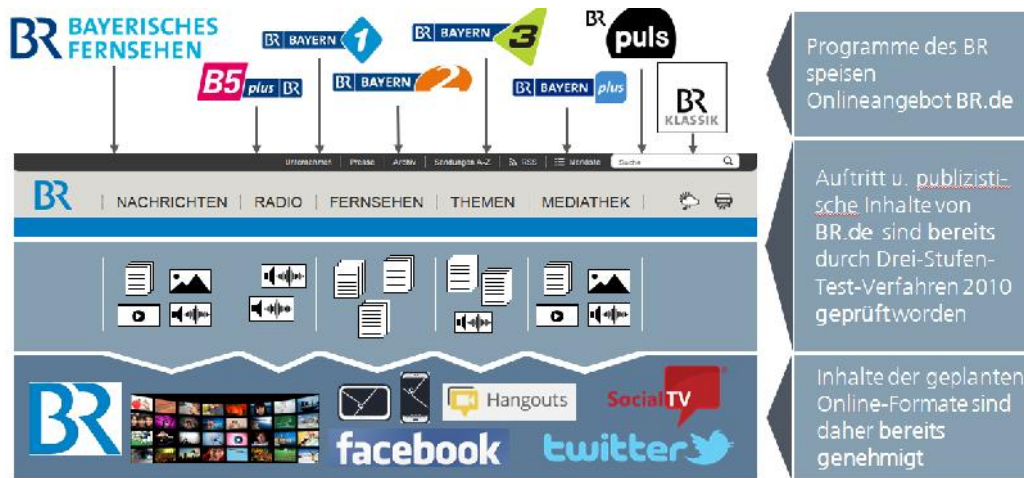 BR BAYERISCHES
FERNSEHEN
BR BAYERN 1
BR BAYERN 3
BR
puls
B5 plus BR
BR BAYERN 2
BR BAYERN plus
BR
KLASSIK
Programme des BR
speisen
Onlineangebot BR.de
Unternehmen | Presse | Archiv | Sendungen A-Z | RSS | Merkliste Suche
BR | NACHRICHTEN | RADIO | FERNSEHEN | THEMEN | MEDIATHEK |
Auftritt u. publizisti-
sche Inhalte von
BR.de sind bereits
durch Drei-Stufen-
Test-Verfahren 2010
geprüft worden
BR
Hangouts
Social TV
facebook
twitter
Inhalte der geplanten
Online-Formate sind
daher bereits
genehmigt